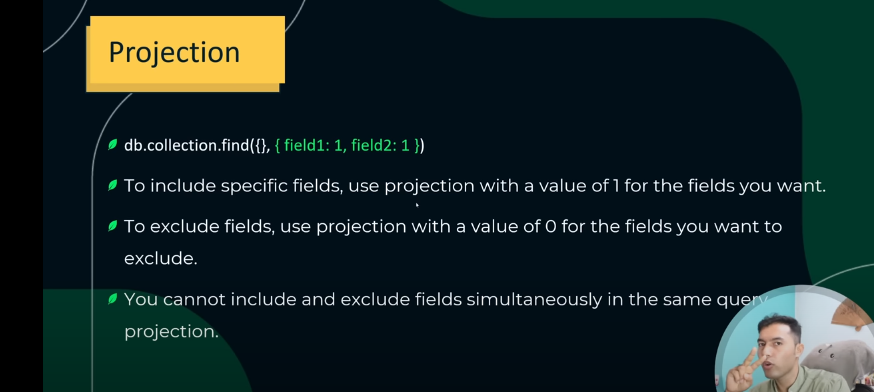 Projection
db.collection.find({}, { field1: 1, field2: 1 })
To include specific fields, use projection with a value of 1 for the fields you want.
To exclude fields, use projection with a value of 0 for the fields you want to
exclude.
You cannot include and exclude fields simultaneously in the same query
projection.